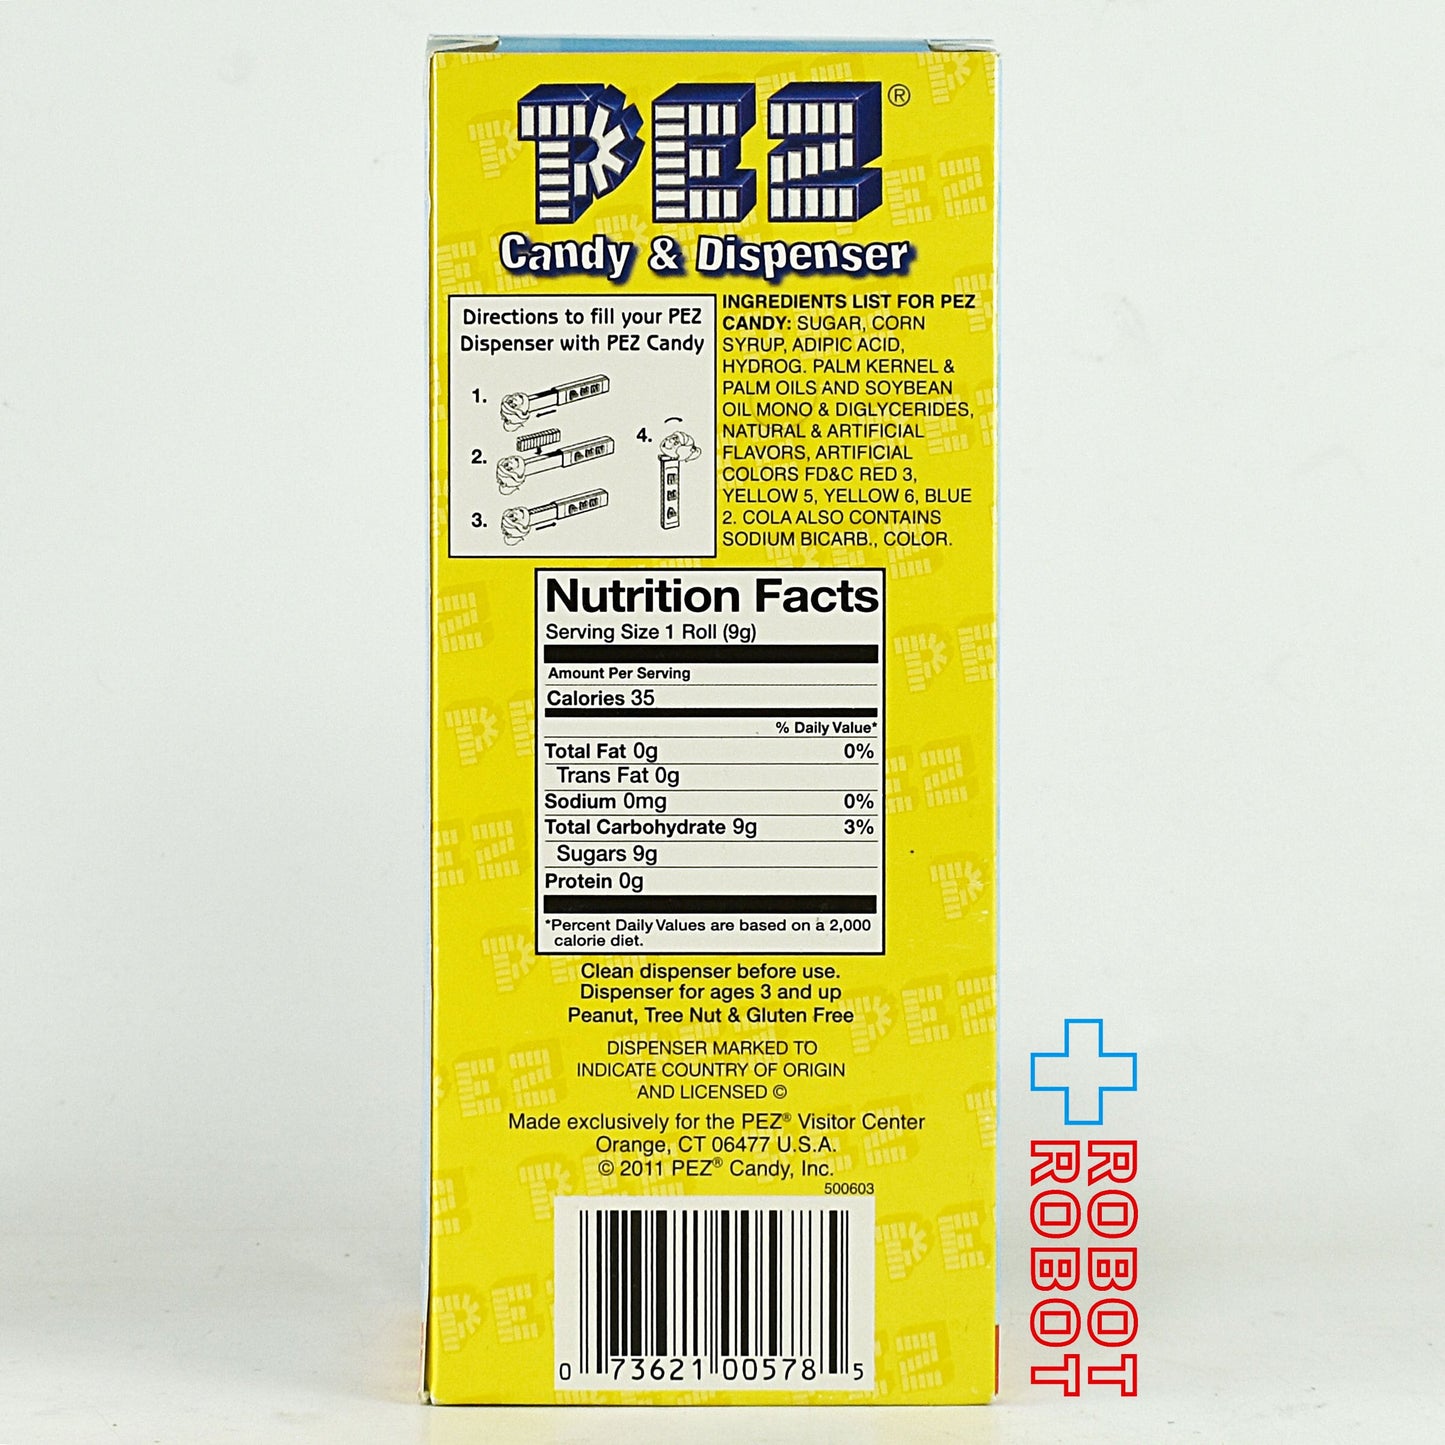 PEZ®
Candy & Dispenser
Directions to fill your PEZ
Dispenser with PEZ Candy
1.
2.
3.
4.
INGREDIENTS LIST FOR PEZ
CANDY: SUGAR, CORN
SYRUP, ADIPIC ACID,
HYDROG. PALM KERNEL &
PALM OILS AND SOYBEAN
OIL MONO & DIGLYCERIDES,
NATURAL & ARTIFICIAL
FLAVORS, ARTIFICIAL
COLORS FD&C RED 3,
YELLOW 5, YELLOW 6, BLUE
2. COLA ALSO CONTAINS
SODIUM BICARB., COLOR.
Nutrition Facts
Serving Size 1 Roll (9g)
Amount Per Serving
Calories 35
% Daily Value*
Total Fat 0g 0%
Trans Fat 0g
Sodium 0mg 0%
Total Carbohydrate 9g 3%
Sugars 9g
Protein 0g
*Percent Daily Values are based on a 2,000
calorie diet.
Clean dispenser before use.
Dispenser for ages 3 and up
Peanut, Tree Nut & Gluten Free
DISPENSER MARKED TO
INDICATE COUNTRY OF ORIGIN
AND LICENSED ©
Made exclusively for the PEZ® Visitor Center
Orange, CT 06477 U.S.A.
© 2011 PEZ® Candy, Inc.
500603
0 73621 00578 5
ROBOT
ROBOT